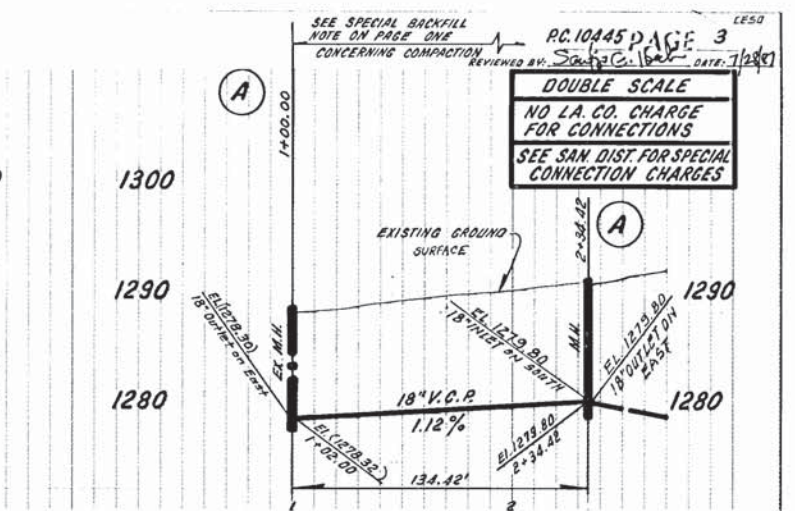 SEE SPECIAL BACKFILL
NOTE ON PAGE ONE
CONCERNING COMPACTION
CESQ
P.C. 10445 PAGE 3
REVIEWED BY:
DATE: 7/28/87
DOUBLE SCALE
NO L.A. CO. CHARGE
FOR CONNECTIONS
SEE SAN. DIST. FOR SPECIAL
CONNECTION CHARGES
A
1+00.00
1300
EXISTING GROUND
SURFACE
2+34.42
A
1290
1290
EL.(1278.30)
18" Outlet on East
EX. M.H.
EL. 1279.80
18" INLET ON SOUTH
M.H.
EL. 1279.80
18" OUTLET ON
EAST
1280
1280
18" V.C.P.
1.12%
El.(1278.32)
1+02.00
El. 1279.80
2+34.42
134.42'
1
2